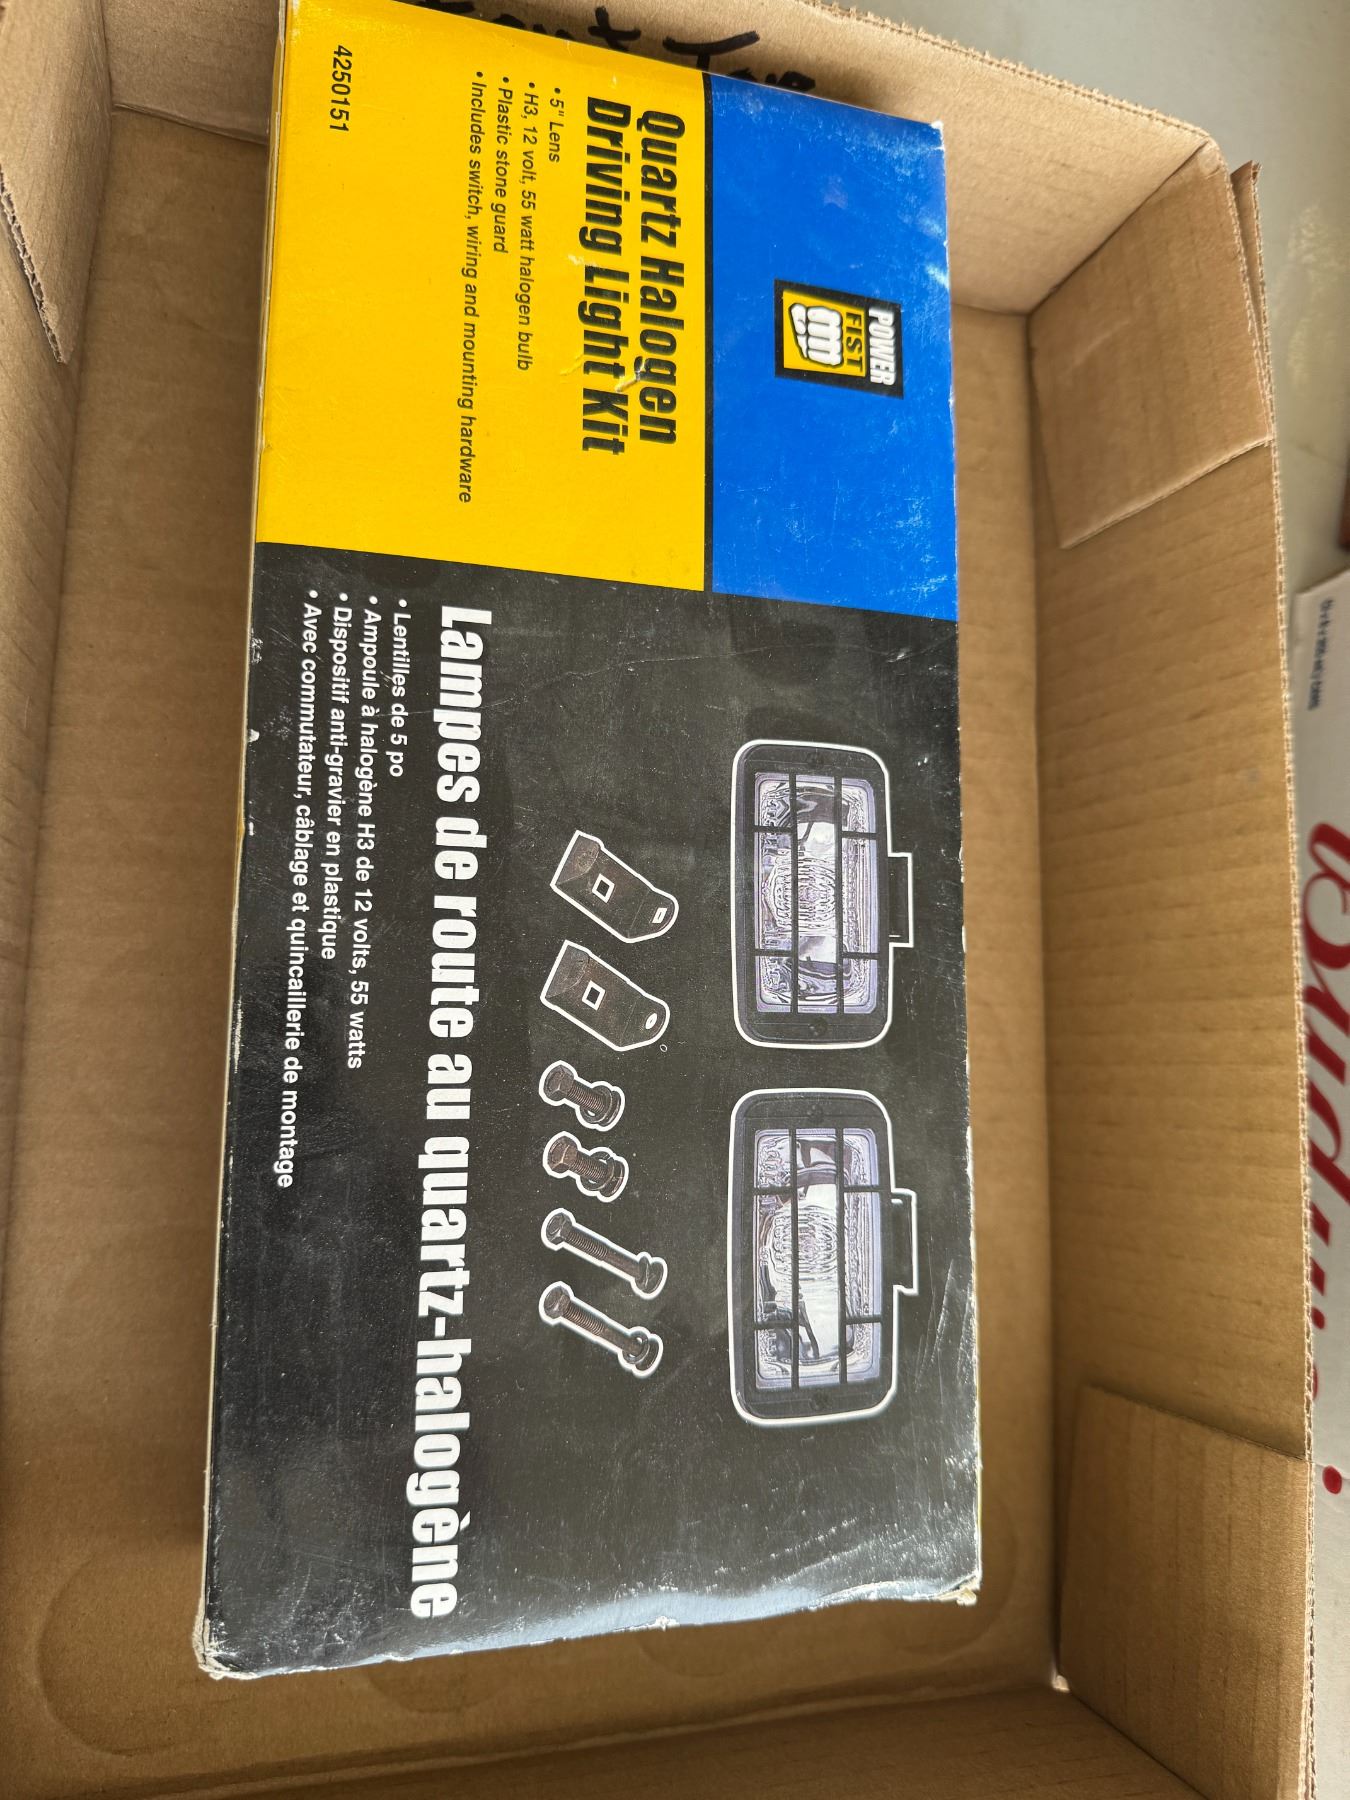 POWER
FIST
Quartz Halogen
Driving Light Kit
• 5" Lens
• H3, 12 volt, 55 watt halogen bulb
• Plastic stone guard
• Includes switch, wiring and mounting hardware
4250151
Lampes de route au quartz-halogène
• Lentilles de 5 po
• Ampoule à halogène H3 de 12 volts, 55 watts
• Dispositif anti-gravier en plastique
• Avec commutateur, câblage et quincaillerie de montage